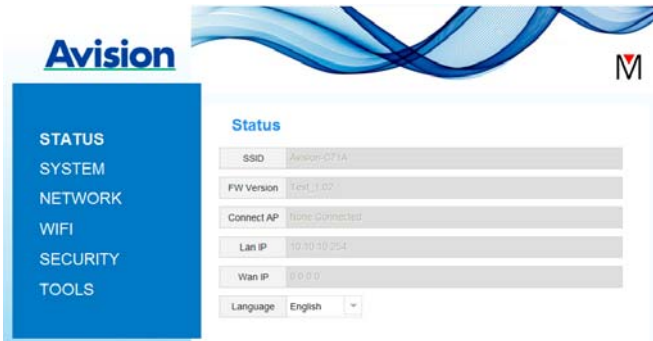 Avision
STATUS
SYSTEM
NETWORK
WIFI
SECURITY
TOOLS
Status
SSID Avision-071A
FW Version Test_1.02
Connect AP None Connected
Lan IP 10.10.10.254
Wan IP 0.0.0.0
Language English